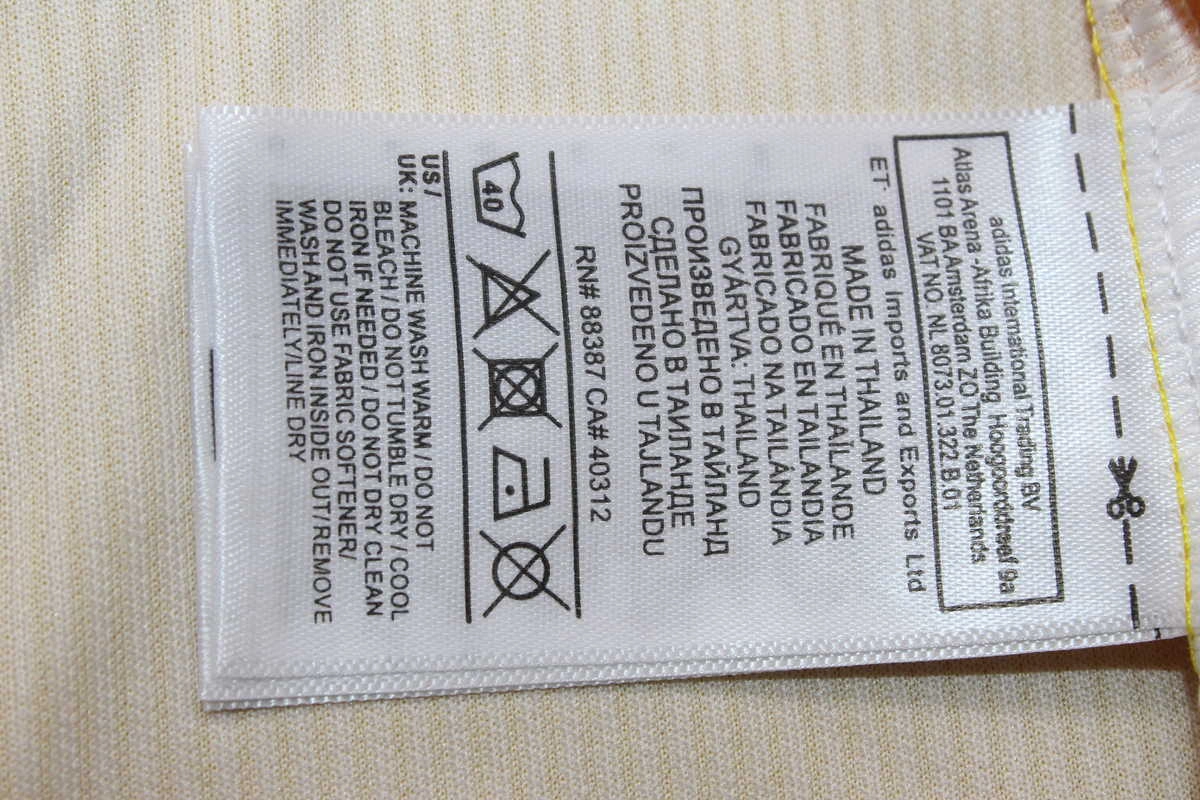 adidas International Trading BV
Atlas Arena -Afrika Building, Hoogoorddreef 9a
1101 BA Amsterdam ZO The Netherlands
VAT NO. NL 8073.01.322.B.01
ET: adidas Imports and Exports Ltd
MADE IN THAILAND
FABRIQUÉ EN THAÏLANDE
FABRICADO EN TAILANDIA
FABRICADO NA TAILÂNDIA
GYÁRTVA: THAILAND
ПРОИЗВЕДЕНО В ТАЙЛАНД
СДЕЛАНО В ТАИЛАНДЕ
PROIZVEDENO U TAJLANDU
RN# 88387 CA# 40312
40
US /
UK: MACHINE WASH WARM / DO NOT
BLEACH / DO NOT TUMBLE DRY / COOL
IRON IF NEEDED / DO NOT DRY CLEAN
DO NOT USE FABRIC SOFTENER/
WASH AND IRON INSIDE OUT/ REMOVE
IMMEDIATELY/LINE DRY